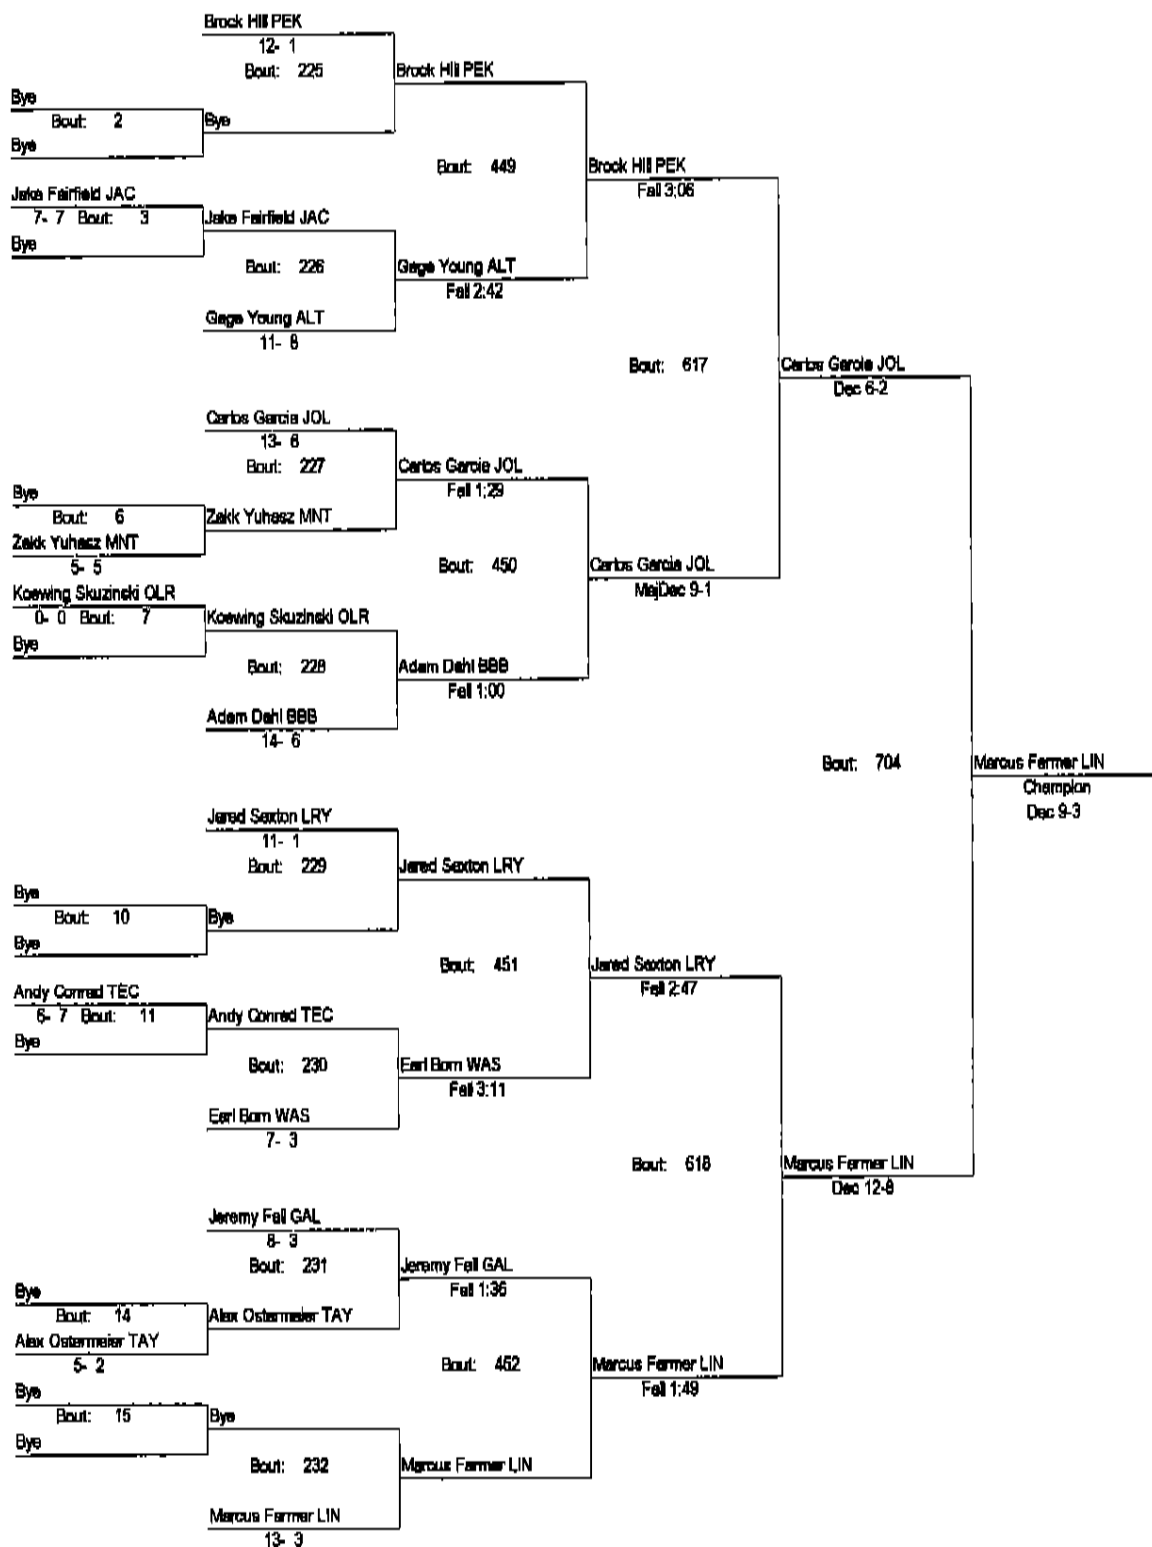 Brock Hill PEK
12- 1
Bout: 225
Brock Hill PEK
Bye
Bout: 2
Bye
Bye
Bout: 449
Brock Hill PEK
Fall 3:06
Jake Fairfield JAC
7- 7 Bout: 3
Jake Fairfield JAC
Bye
Bout: 226
Gage Young ALT
Fall 2:42
Gage Young ALT
11- 8
Bout: 617
Carlos Garcia JOL
Dec 6-2
Carlos Garcia JOL
13- 6
Bout: 227
Carlos Garcia JOL
Fall 1:29
Bye
Bout: 6
Zakk Yuhasz MNT
Zakk Yuhasz MNT
5- 5
Bout: 450
Carlos Garcia JOL
MajDec 9-1
Koewing Skuzinski OLR
0- 0 Bout: 7
Koewing Skuzinski OLR
Bye
Bout: 228
Adam Dahl BBB
Fall 1:00
Adam Dahl BBB
14- 6
Bout: 704
Marcus Farmer LIN
Champion
Dec 9-3
Jared Sexton LRY
11- 1
Bout: 229
Jared Sexton LRY
Bye
Bout: 10
Bye
Bye
Bout: 451
Jared Sexton LRY
Fall 2:47
Andy Conrad TEC
6- 7 Bout: 11
Andy Conrad TEC
Bye
Bout: 230
Earl Born WAS
Fall 3:11
Earl Born WAS
7- 3
Bout: 618
Marcus Farmer LIN
Dec 12-8
Jeremy Fall GAL
8- 3
Bout: 231
Jeremy Fall GAL
Fall 1:36
Bye
Bout: 14
Alex Ostermeier TAY
Alex Ostermeier TAY
5- 2
Bout: 452
Marcus Farmer LIN
Fall 1:49
Bye
Bout: 15
Bye
Bye
Bout: 232
Marcus Farmer LIN
Marcus Farmer LIN
13- 3